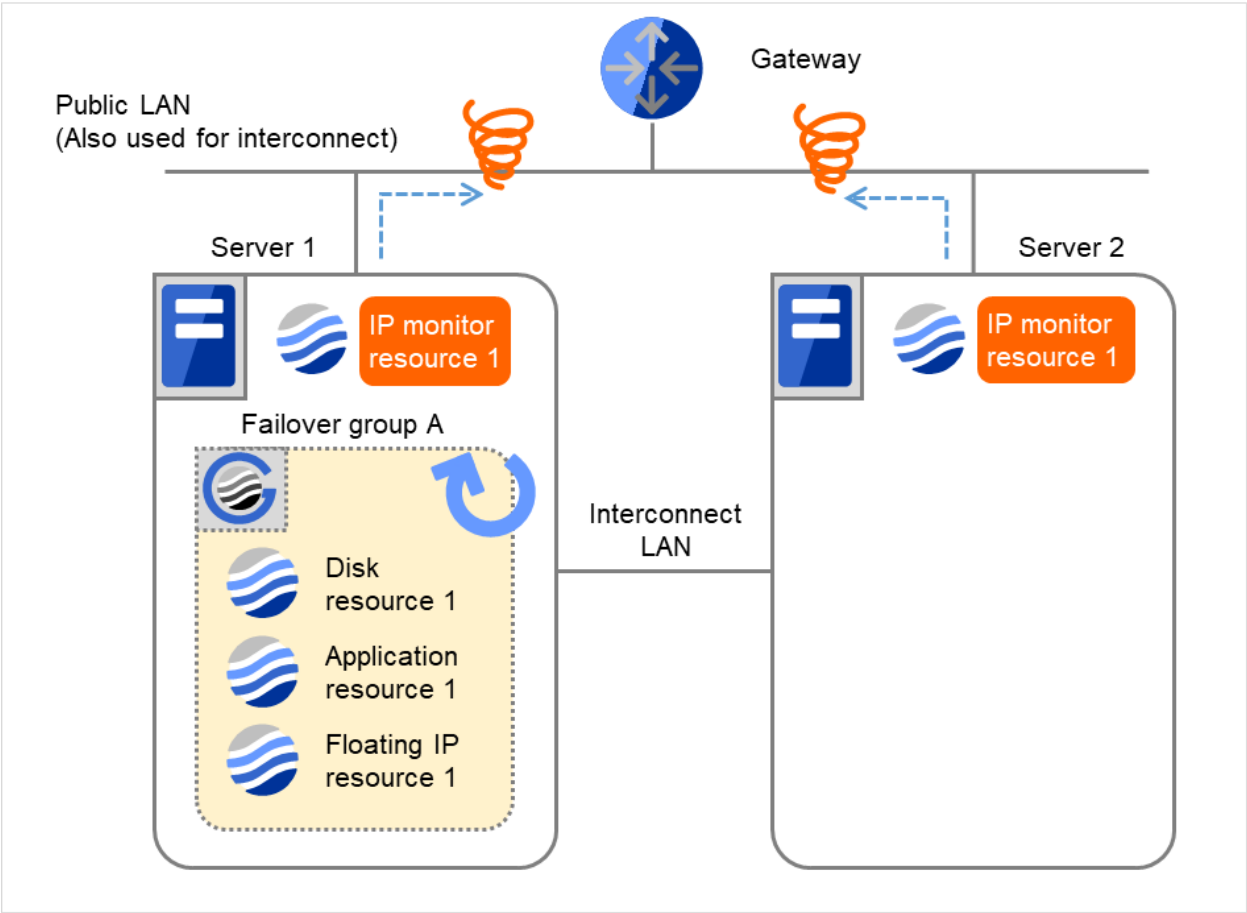 Gateway
Public LAN
(Also used for interconnect)
Server 1
Server 2
IP monitor
resource 1
IP monitor
resource 1
Failover group A
Interconnect
LAN
Disk
resource 1
Application
resource 1
Floating IP
resource 1